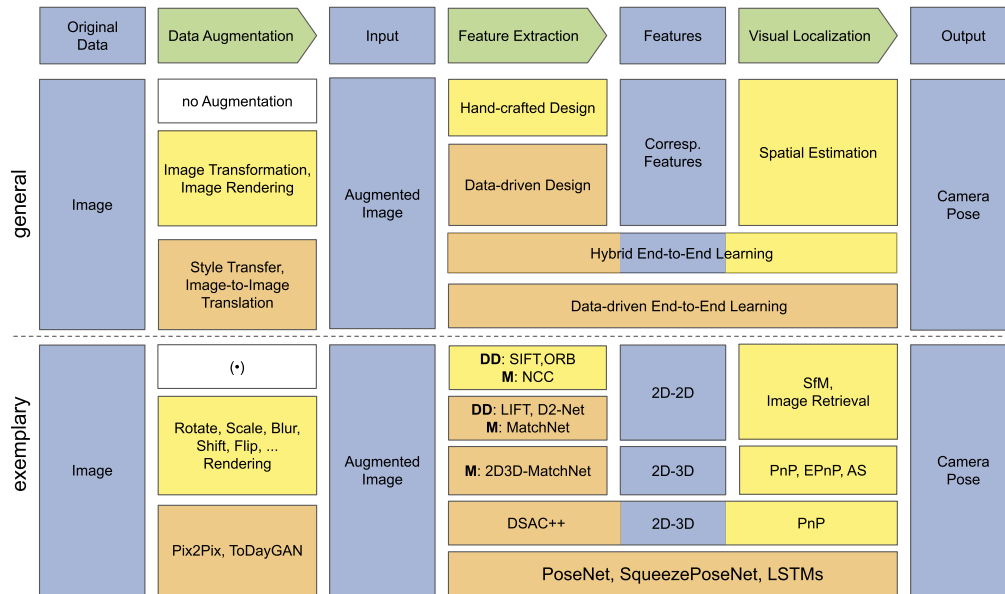 Original
Data
Data Augmentation
Input
Feature Extraction
Features
Visual Localization
Output
general
Image
no Augmentation
Image Transformation,
Image Rendering
Style Transfer,
Image-to-Image
Translation
Augmented
Image
Hand-crafted Design
Data-driven Design
Corresp.
Features
Spatial Estimation
Hybrid End-to-End Learning
Data-driven End-to-End Learning
Camera
Pose
exemplary
Image
(•)
Rotate, Scale, Blur,
Shift, Flip, ...
Rendering
Pix2Pix, ToDayGAN
Augmented
Image
DD: SIFT,ORB
M: NCC
DD: LIFT, D2-Net
M: MatchNet
2D-2D
SfM,
Image Retrieval
M: 2D3D-MatchNet
2D-3D
PnP, EPnP, AS
DSAC++
2D-3D
PnP
PoseNet, SqueezePoseNet, LSTMs
Camera
Pose